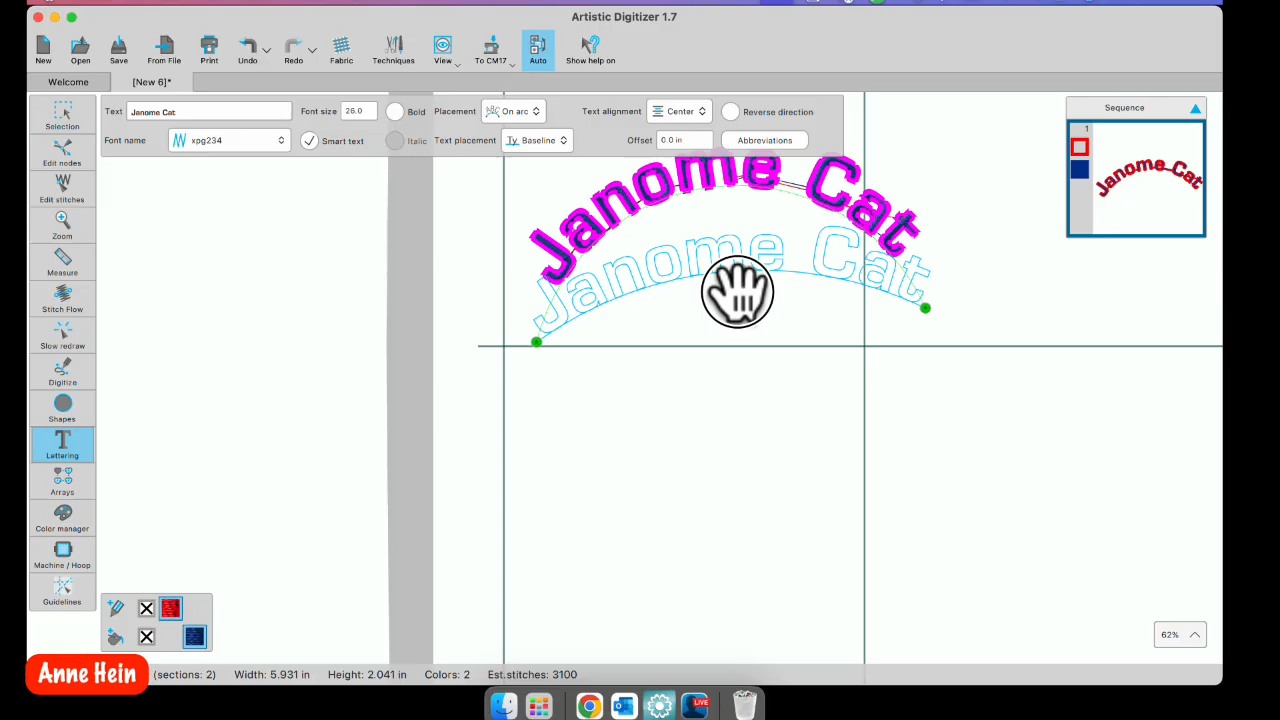 Artistic Digitizer 1.7
New Open Save From File Print Undo Redo Fabric Techniques View To CM17 Auto Show help on
Welcome [New 6]*
Text Janome Cat Font size 26.0 Bold Placement On arc Text alignment Center Reverse direction
Font name xpg234 Smart text Italic Text placement Baseline Offset 0.0 in Abbreviations
Selection
Edit nodes
Edit stitches
Zoom
Measure
Stitch Flow
Slow redraw
Digitize
Shapes
Lettering
Arrays
Color manager
Machine / Hoop
Guidelines
Janome Cat
Janome Cat
Sequence
1
Janome Cat
62%
Anne Hein
(sections: 2) Width: 5.931 in Height: 2.041 in Colors: 2 Est.stitches: 3100
LIVE